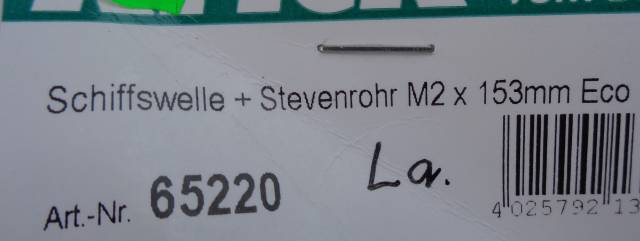 Schiffswelle + Stevenrohr M2 x 153mm Eco
Art.-Nr. 65220 La.
4 025792 13